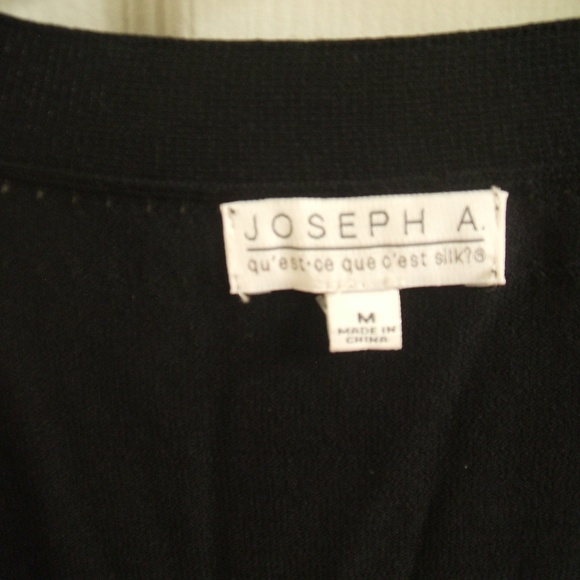 JOSEPH A.
qu'est-ce que c'est silk?®
M
MADE IN
CHINA